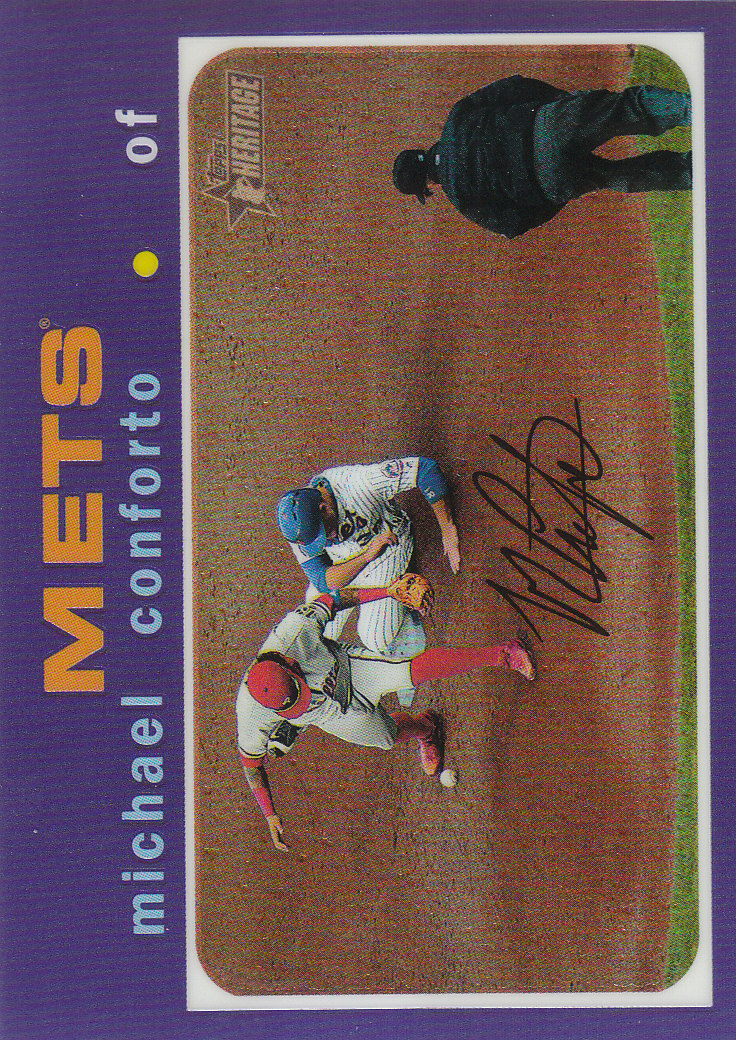 METS®
michael conforto • of
topps
HERITAGE